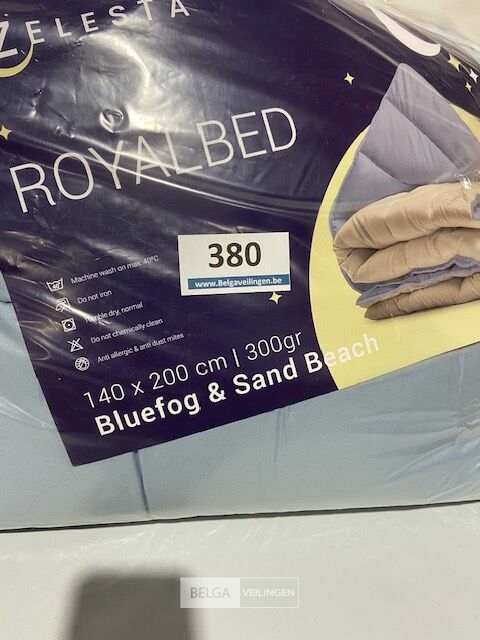 ZELESTA
ROYALBED
380
www.Belgaveilingen.be
Machine wash on max. 40ºC
Do not iron
Tumble dry, normal
Do not chemically clean
Anti allergic & anti dust mites
140 x 200 cm | 300gr
Bluefog & Sand Beach
BELGA VEILINGEN